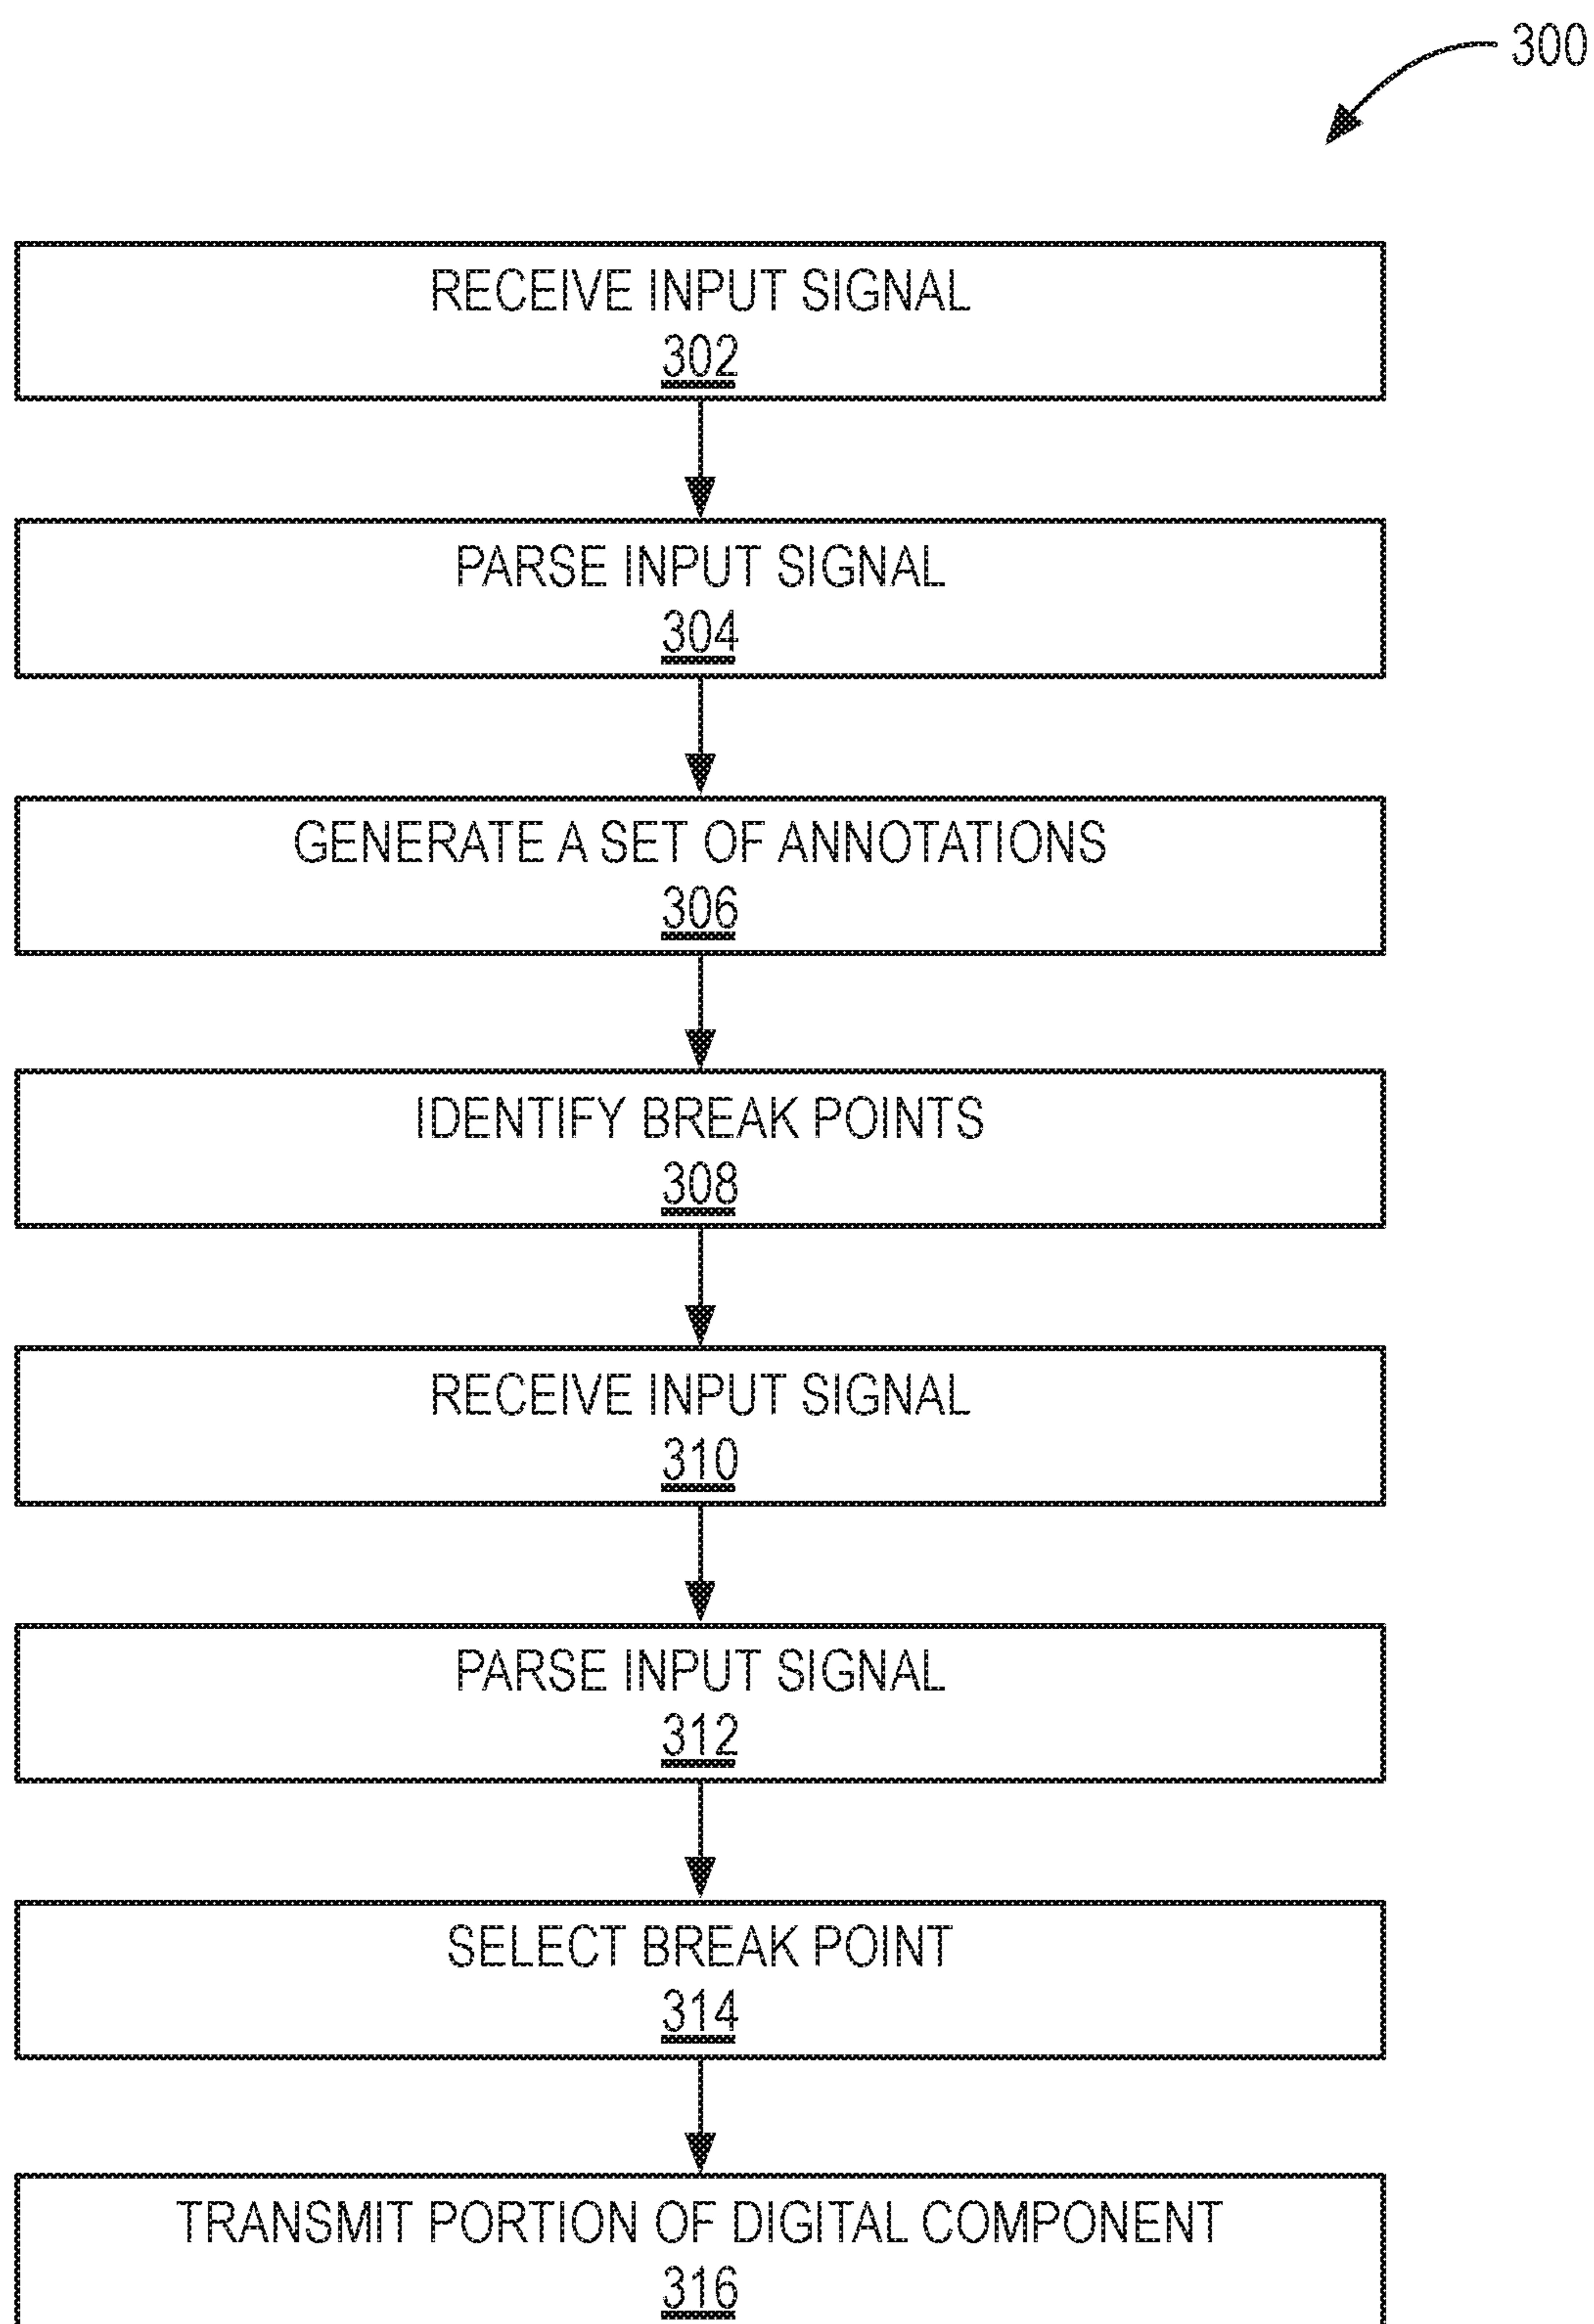 300
RECEIVE INPUT SIGNAL
302
PARSE INPUT SIGNAL
304
GENERATE A SET OF ANNOTATIONS
306
IDENTIFY BREAK POINTS
308
RECEIVE INPUT SIGNAL
310
PARSE INPUT SIGNAL
312
SELECT BREAK POINT
314
TRANSMIT PORTION OF DIGITAL COMPONENT
316